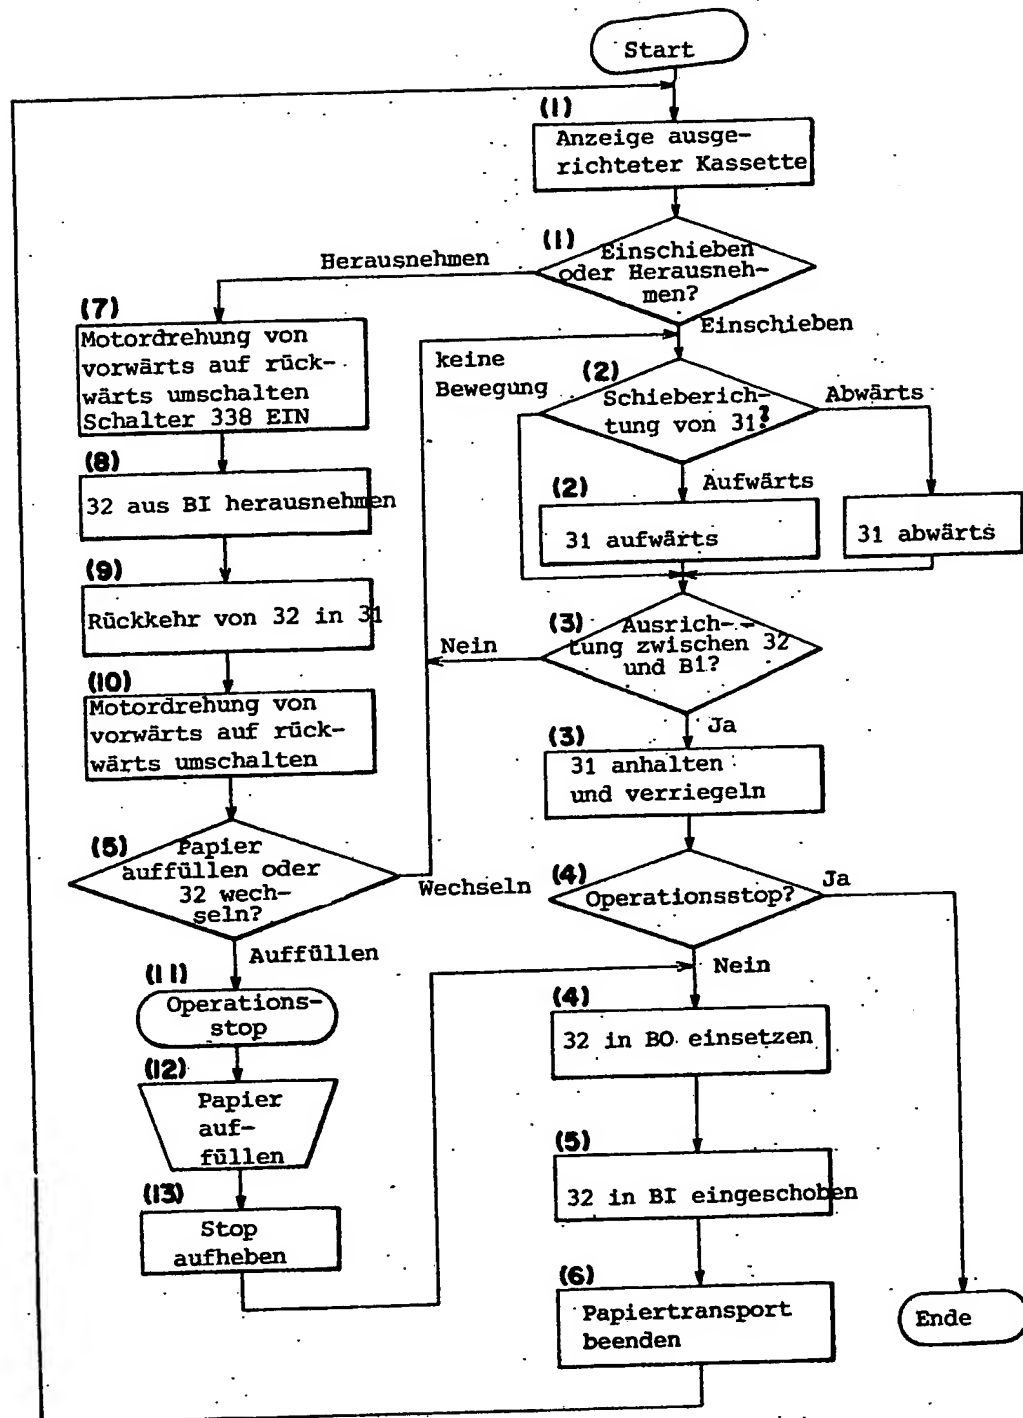 Start
(1)
Anzeige ausge-
richteter Kassette
(1)
Einschieben
oder Herausneh-
men?
Herausnehmen
Einschieben
(7)
Motordrehung von
vorwärts auf rück-
wärts umschalten
Schalter 338 EIN
keine
Bewegung
(2)
Schieberich-
tung von 31?
Abwärts
Aufwärts
(8)
32 aus BI herausnehmen
(2)
31 aufwärts
31 abwärts
(9)
Rückkehr von 32 in 31
(3)
Ausrich-
tung zwischen 32
und B1?
Nein
Ja
(10)
Motordrehung von
vorwärts auf rück-
wärts umschalten
(3)
31 anhalten
und verriegeln
(5)
Papier
auffüllen oder
32 wech-
seln?
Wechseln
Auffüllen
(4)
Operationsstop?
Ja
Nein
(11)
Operations-
stop
(4)
32 in BO einsetzen
(12)
Papier
auf-
füllen
(5)
32 in BI eingeschoben
(13)
Stop
aufheben
(6)
Papiertransport
beenden
Ende